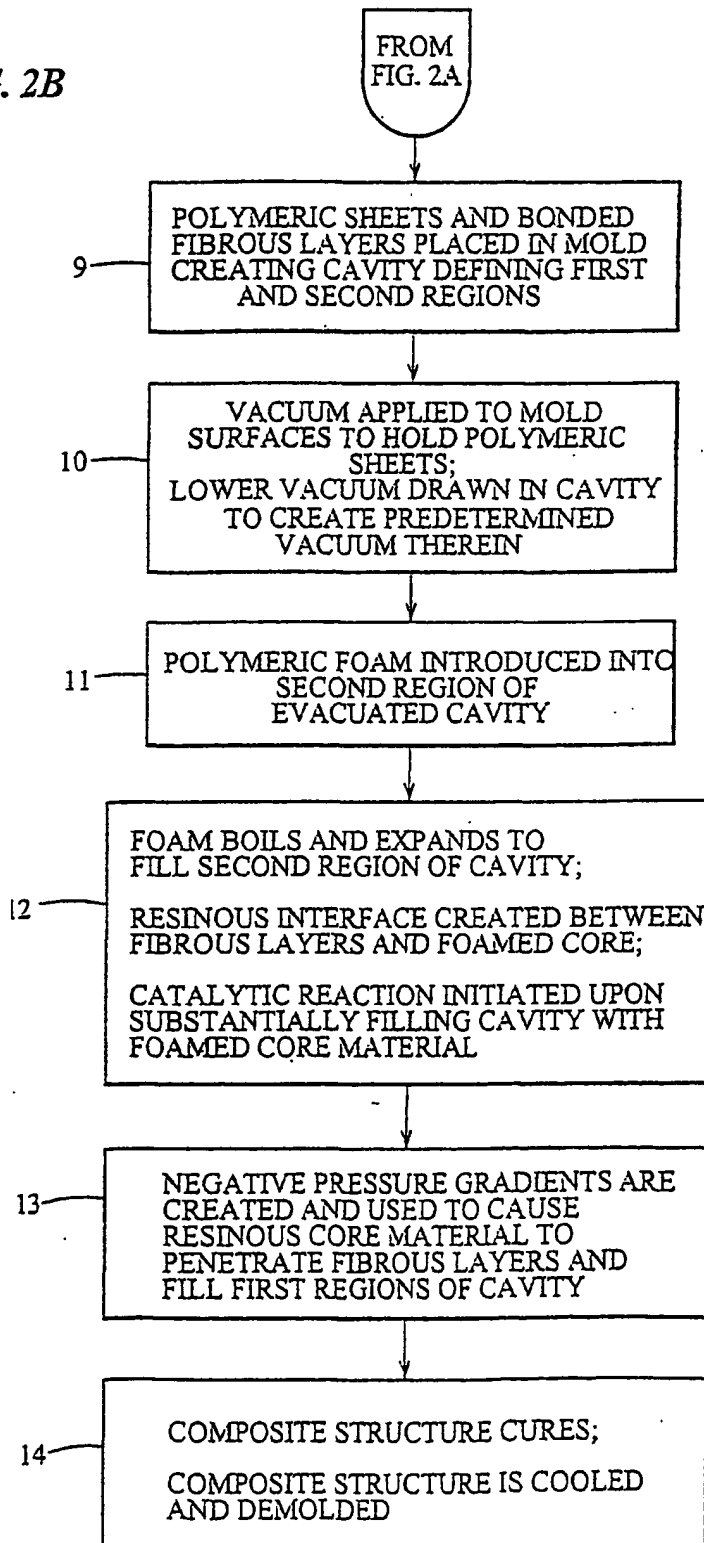 . 2B
FROM
FIG. 2A
9
POLYMERIC SHEETS AND BONDED
FIBROUS LAYERS PLACED IN MOLD
CREATING CAVITY DEFINING FIRST
AND SECOND REGIONS
10
VACUUM APPLIED TO MOLD
SURFACES TO HOLD POLYMERIC
SHEETS;
LOWER VACUUM DRAWN IN CAVITY
TO CREATE PREDETERMINED
VACUUM THEREIN
11
POLYMERIC FOAM INTRODUCED INTO
SECOND REGION OF
EVACUATED CAVITY
12
FOAM BOILS AND EXPANDS TO
FILL SECOND REGION OF CAVITY;
RESINOUS INTERFACE CREATED BETWEEN
FIBROUS LAYERS AND FOAMED CORE;
CATALYTIC REACTION INITIATED UPON
SUBSTANTIALLY FILLING CAVITY WITH
FOAMED CORE MATERIAL
13
NEGATIVE PRESSURE GRADIENTS ARE
CREATED AND USED TO CAUSE
RESINOUS CORE MATERIAL TO
PENETRATE FIBROUS LAYERS AND
FILL FIRST REGIONS OF CAVITY
14
COMPOSITE STRUCTURE CURES;
COMPOSITE STRUCTURE IS COOLED
AND DEMOLDED